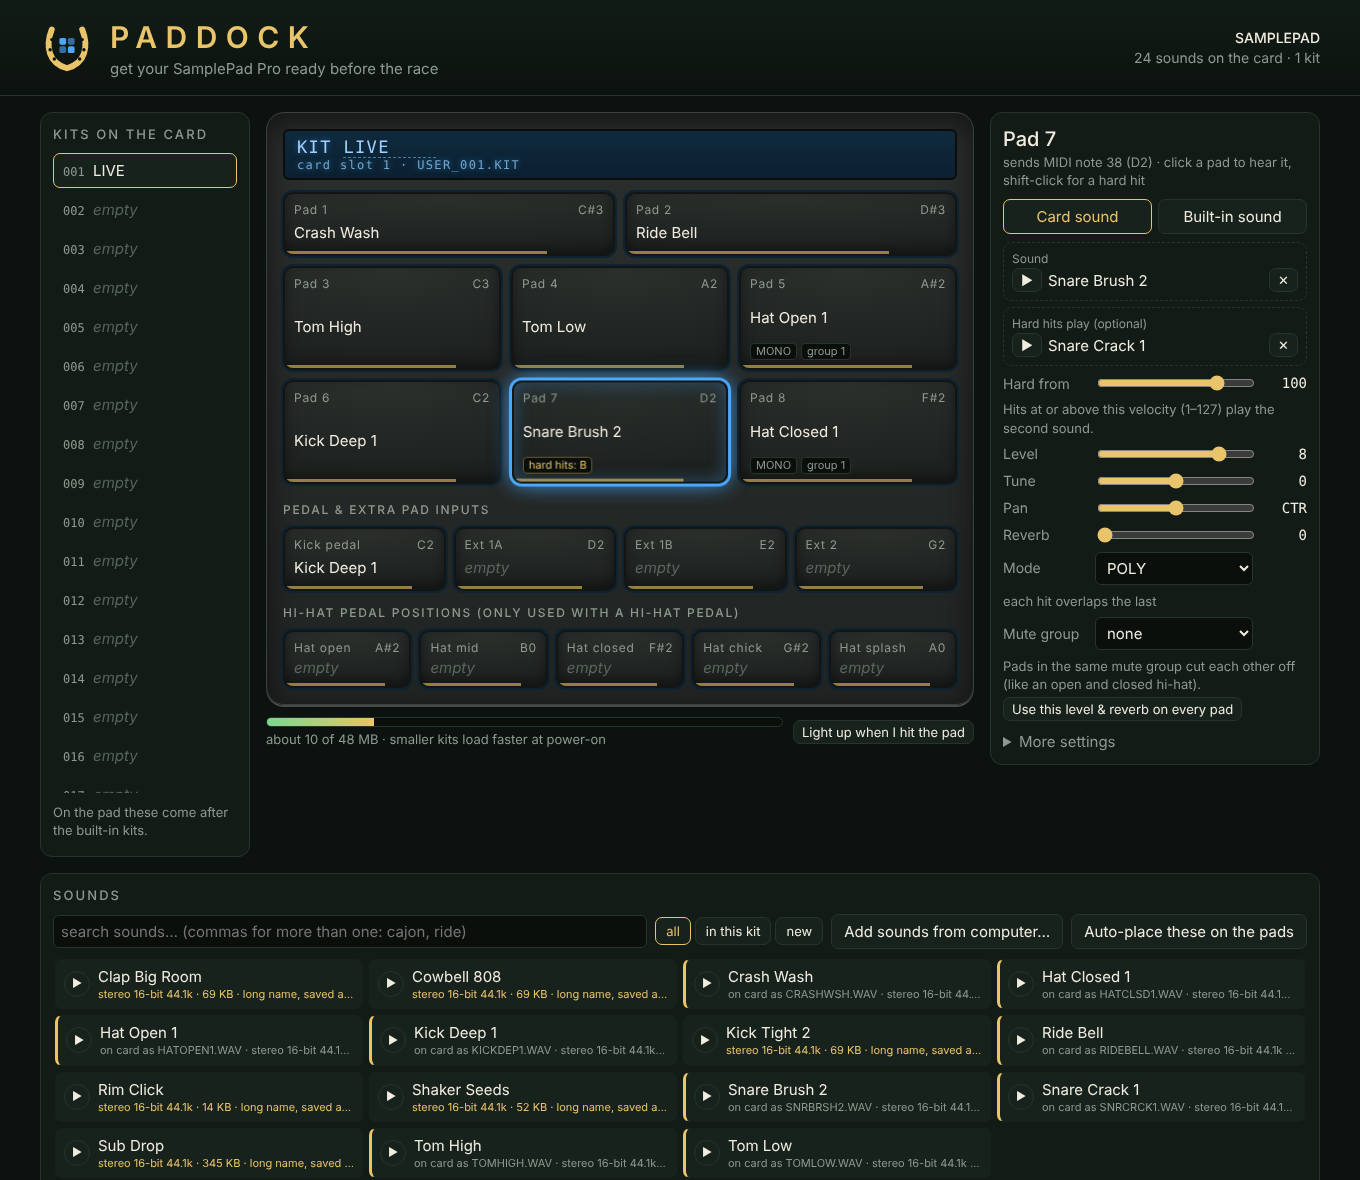 PADDOCK
get your SamplePad Pro ready before the race
SAMPLEPAD
24 sounds on the card · 1 kit
KITS ON THE CARD
001 LIVE
002 empty
003 empty
004 empty
005 empty
006 empty
007 empty
008 empty
009 empty
010 empty
011 empty
012 empty
013 empty
014 empty
015 empty
016 empty
On the pad these come after
the built-in kits.
KIT LIVE
card slot 1 · USER_001.KIT
Pad 1 C#3
Crash Wash
Pad 2 D#3
Ride Bell
Pad 3 C3
Tom High
Pad 4 A2
Tom Low
Pad 5 A#2
Hat Open 1
MONO group 1
Pad 6 C2
Kick Deep 1
Pad 7 D2
Snare Brush 2
hard hits: B
Pad 8 F#2
Hat Closed 1
MONO group 1
PEDAL & EXTRA PAD INPUTS
Kick pedal C2
Kick Deep 1
Ext 1A D2
empty
Ext 1B E2
empty
Ext 2 G2
empty
HI-HAT PEDAL POSITIONS (ONLY USED WITH A HI-HAT PEDAL)
Hat open A#2
empty
Hat mid B0
empty
Hat closed F#2
empty
Hat chick G#2
empty
Hat splash A0
empty
about 10 of 48 MB · smaller kits load faster at power-on
Light up when I hit the pad
Pad 7
sends MIDI note 38 (D2) · click a pad to hear it,
shift-click for a hard hit
Card sound
Built-in sound
Sound
Snare Brush 2
Hard hits play (optional)
Snare Crack 1
Hard from 100
Hits at or above this velocity (1–127) play the
second sound.
Level 8
Tune 0
Pan CTR
Reverb 0
Mode POLY
each hit overlaps the last
Mute group none
Pads in the same mute group cut each other off
(like an open and closed hi-hat).
Use this level & reverb on every pad
More settings
SOUNDS
search sounds... (commas for more than one: cajon, ride)
all
in this kit
new
Add sounds from computer...
Auto-place these on the pads
Clap Big Room
stereo 16-bit 44.1k · 69 KB · long name, saved a...
Cowbell 808
stereo 16-bit 44.1k · 69 KB · long name, saved a...
Crash Wash
on card as CRASHWSH.WAV · stereo 16-bit 44....
Hat Closed 1
on card as HATCLSD1.WAV · stereo 16-bit 44.1...
Hat Open 1
on card as HATOPEN1.WAV · stereo 16-bit 44.1...
Kick Deep 1
on card as KICKDEP1.WAV · stereo 16-bit 44.1k...
Kick Tight 2
stereo 16-bit 44.1k · 69 KB · long name, saved a...
Ride Bell
on card as RIDEBELL.WAV · stereo 16-bit 44.1k ...
Rim Click
stereo 16-bit 44.1k · 14 KB · long name, saved a...
Shaker Seeds
stereo 16-bit 44.1k · 52 KB · long name, saved a...
Snare Brush 2
on card as SNRBRSH2.WAV · stereo 16-bit 44.1...
Snare Crack 1
on card as SNRCRCK1.WAV · stereo 16-bit 44.1...
Sub Drop
stereo 16-bit 44.1k · 345 KB · long name, saved ...
Tom High
on card as TOMHIGH.WAV · stereo 16-bit 44.1k...
Tom Low
on card as TOMLOW.WAV · stereo 16-bit 44.1k ...